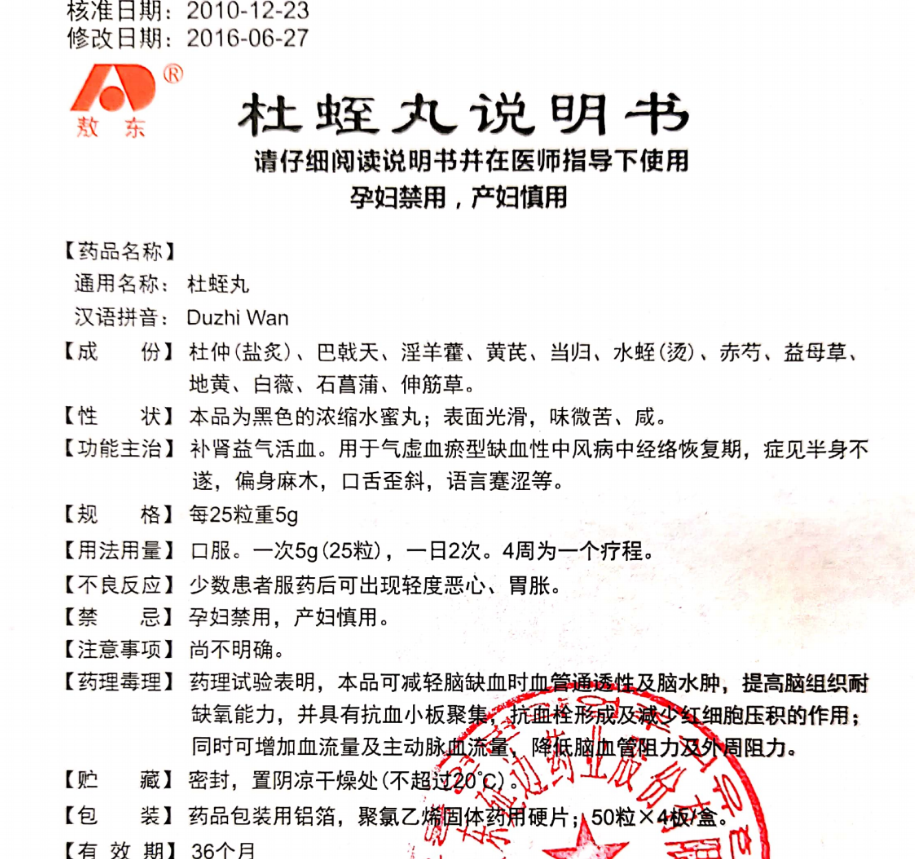 核准日期：2010-12-23
修改日期：2016-06-27
敖东®
杜蛭丸说明书
请仔细阅读说明书并在医师指导下使用
孕妇禁用，产妇慎用
【药品名称】
通用名称：杜蛭丸
汉语拼音：Duzhi Wan
【成　　份】杜仲(盐炙)、巴戟天、淫羊藿、黄芪、当归、水蛭(烫)、赤芍、益母草、
地黄、白薇、石菖蒲、伸筋草。
【性　　状】本品为黑色的浓缩水蜜丸；表面光滑，味微苦、咸。
【功能主治】补肾益气活血。用于气虚血瘀型缺血性中风病中经络恢复期，症见半身不
遂，偏身麻木，口舌歪斜，语言蹇涩等。
【规　　格】每25粒重5g
【用法用量】口服。一次5g(25粒)，一日2次。4周为一个疗程。
【不良反应】少数患者服药后可出现轻度恶心、胃胀。
【禁　　忌】孕妇禁用，产妇慎用。
【注意事项】尚不明确。
【药理毒理】药理试验表明，本品可减轻脑缺血时血管通透性及脑水肿，提高脑组织耐
缺氧能力，并具有抗血小板聚集，抗血栓形成及减少红细胞压积的作用；
同时可增加血流量及主动脉血流量，降低脑血管阻力及外周阻力。
【贮　　藏】密封，置阴凉干燥处(不超过20℃)。
【包　　装】药品包装用铝箔，聚氯乙烯固体药用硬片；50粒×4板/盒。
【有 效 期】36个月
东延边药业股份有限